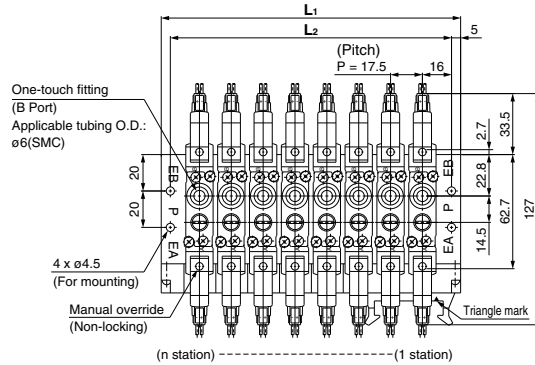 L1
L2
5
(Pitch)
P = 17.5
16
One-touch fitting
(B Port)
Applicable tubing O.D.:
ø6(SMC)
20
20
EB
P
EA
EB
P
EA
2.7
33.5
22.8
14.5
62.7
127
4 x ø4.5
(For mounting)
Manual override
(Non-locking)
Triangle mark
(n station)
(1 station)